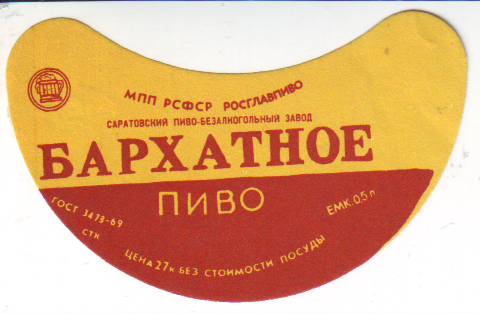 МПП РСФСР РОСГЛАВПИВО
САРАТОВСКИЙ ПИВО-БЕЗАЛКОГОЛЬНЫЙ ЗАВОД
БАРХАТНОЕ
ПИВО
ГОСТ 3473-69
СТК
ЕМК. 0,5 л
ЦЕНА 27 к БЕЗ СТОИМОСТИ ПОСУДЫ